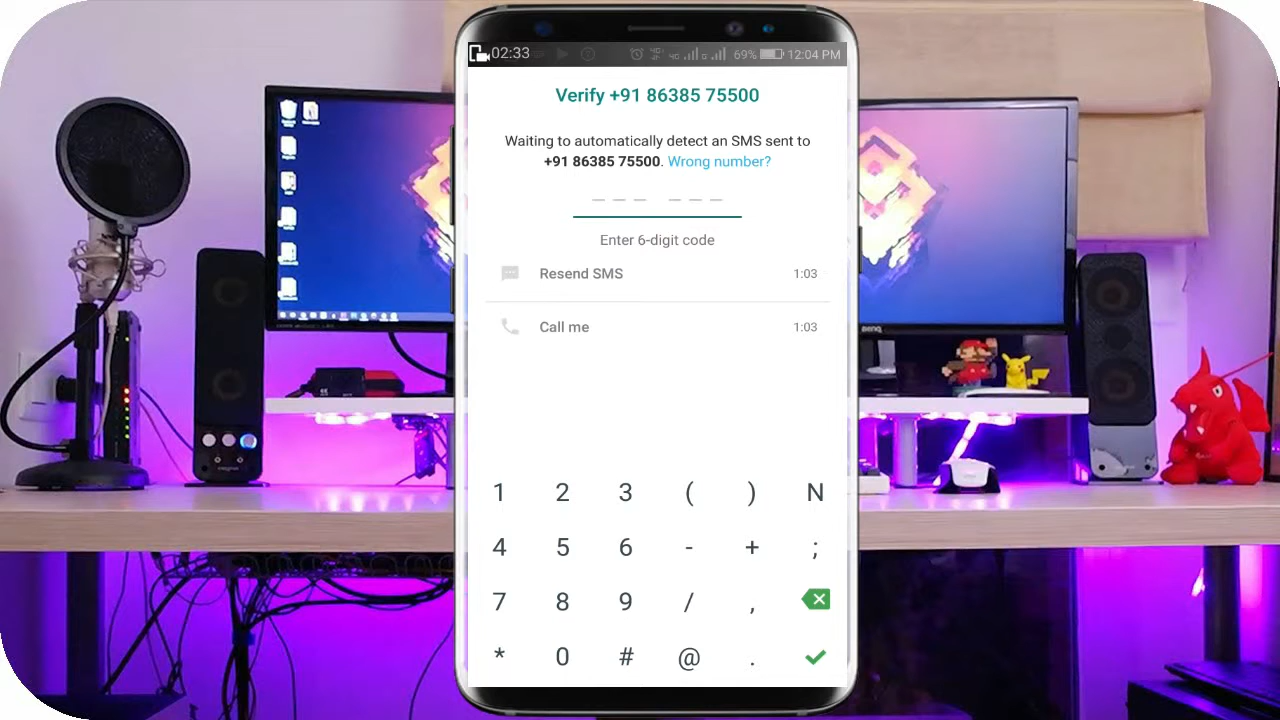 02:33
69% 12:04 PM
Verify +91 86385 75500
Waiting to automatically detect an SMS sent to
+91 86385 75500. Wrong number?
Enter 6-digit code
Resend SMS 1:03
Call me 1:03
1 2 3 ( ) N
4 5 6 - + ;
7 8 9 / ,
* 0 # @ .
BenQ